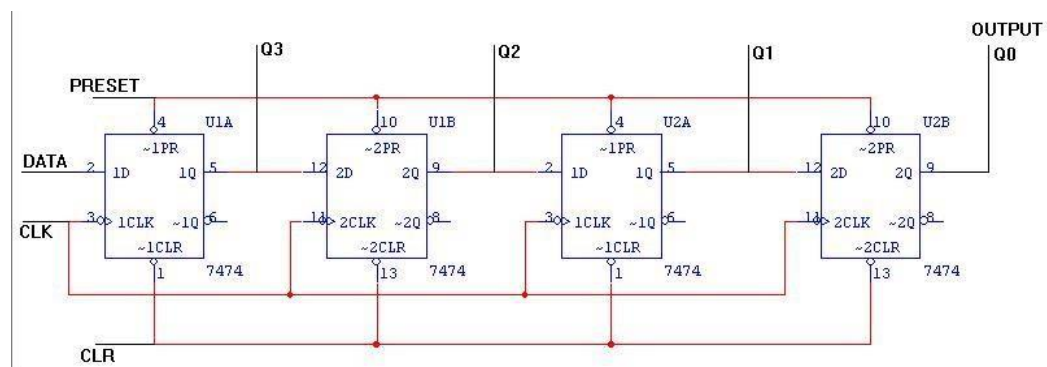 OUTPUT
Q3 Q2 Q1 Q0
PRESET
4 U1A 10 U1B 4 U2A 10 U2B
~1PR ~2PR ~1PR ~2PR
DATA 2 1D 1Q 5 12 2D 2Q 9 2 1D 1Q 5 12 2D 2Q 9
CLK 3 1CLK ~1Q 6 11 2CLK ~2Q 8 3 1CLK ~1Q 6 11 2CLK ~2Q 8
~1CLR ~2CLR ~1CLR ~2CLR
1 7474 13 7474 1 7474 13 7474
CLR